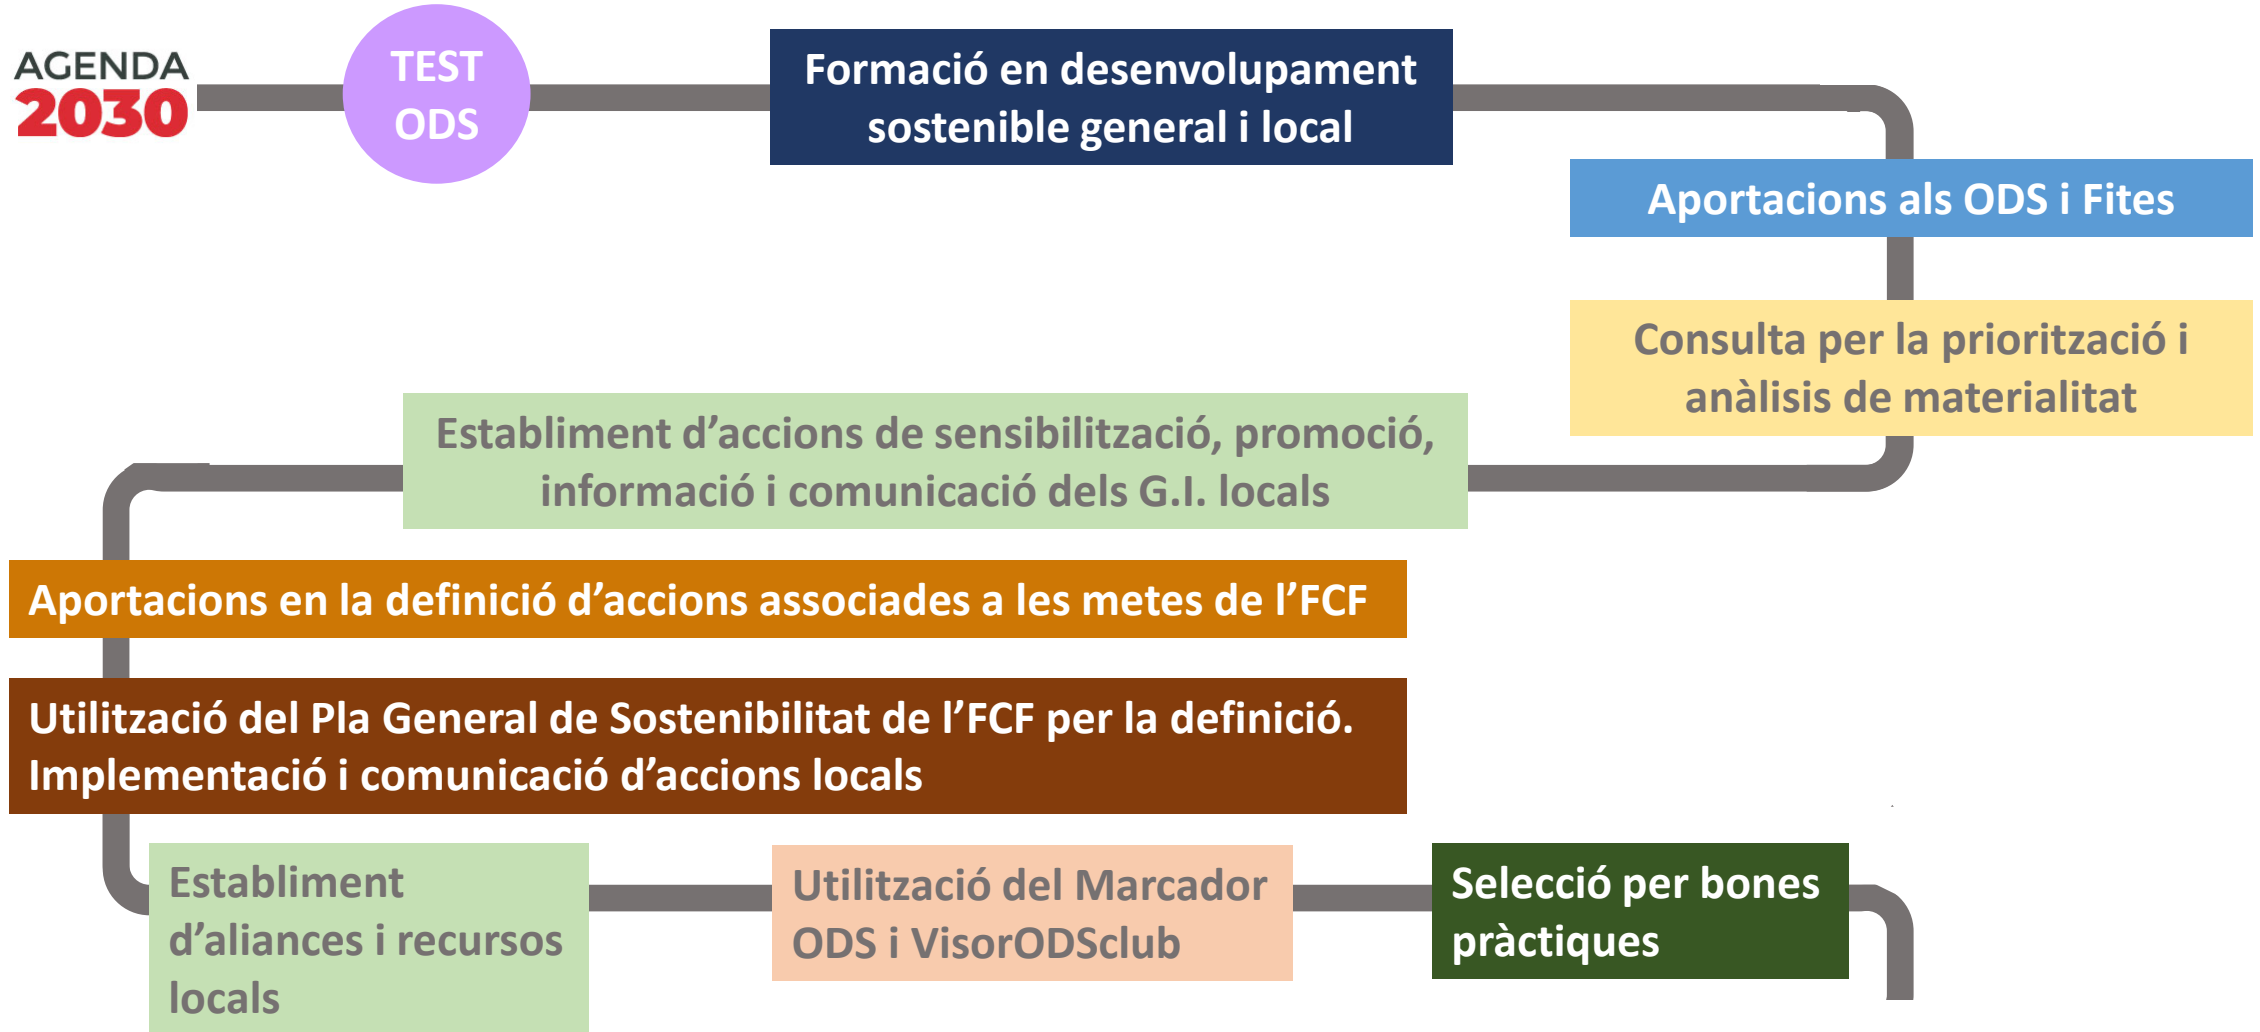 AGENDA
2030
TEST
ODS
Formació en desenvolupament
sostenible general i local
Aportacions als ODS i Fites
Consulta per la priorització i
anàlisis de materialitat
Establiment d’accions de sensibilització, promoció,
informació i comunicació dels G.I. locals
Aportacions en la definició d’accions associades a les metes de l’FCF
Utilització del Pla General de Sostenibilitat de l’FCF per la definició.
Implementació i comunicació d’accions locals
Establiment
d’aliances i recursos
locals
Utilització del Marcador
ODS i VisorODSclub
Selecció per bones
pràctiques